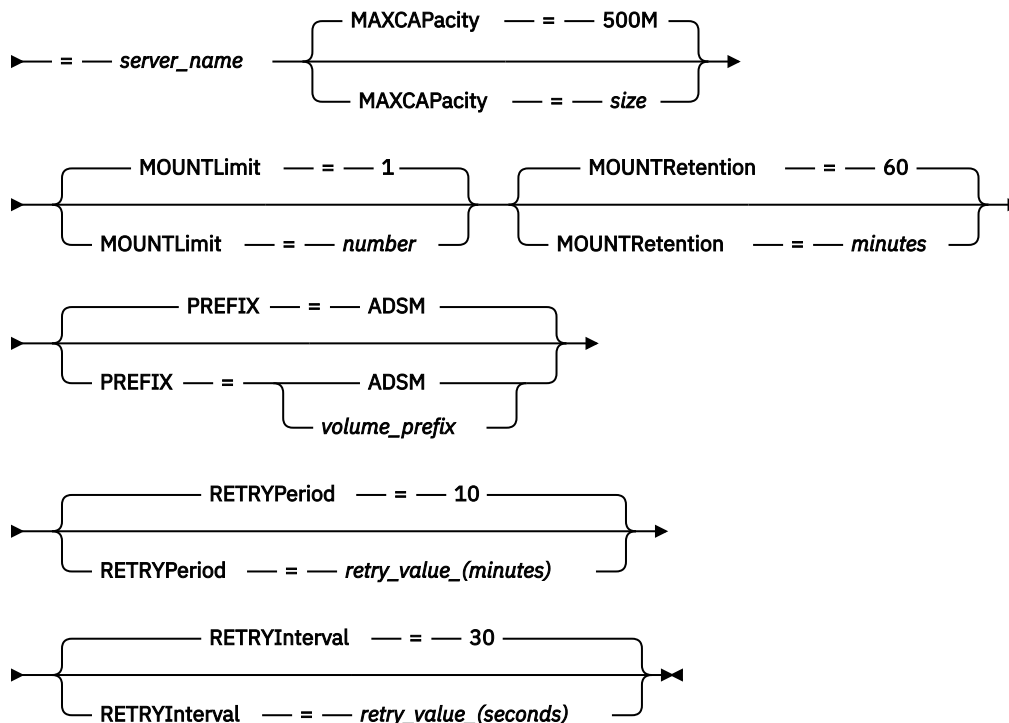 MAXCAPacity = 500M
= server_name
MAXCAPacity = size
MOUNTLimit = 1 MOUNTRetention = 60
MOUNTLimit = number MOUNTRetention = minutes
PREFIX = ADSM
PREFIX = ADSM
volume_prefix
RETRYPeriod = 10
RETRYPeriod = retry_value_(minutes)
RETRYInterval = 30
RETRYInterval = retry_value_(seconds)